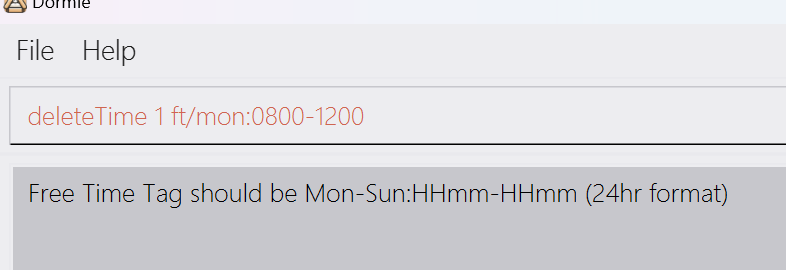 Dormie
File Help
deleteTime 1 ft/mon:0800-1200
Free Time Tag should be Mon-Sun:HHmm-HHmm (24hr format)